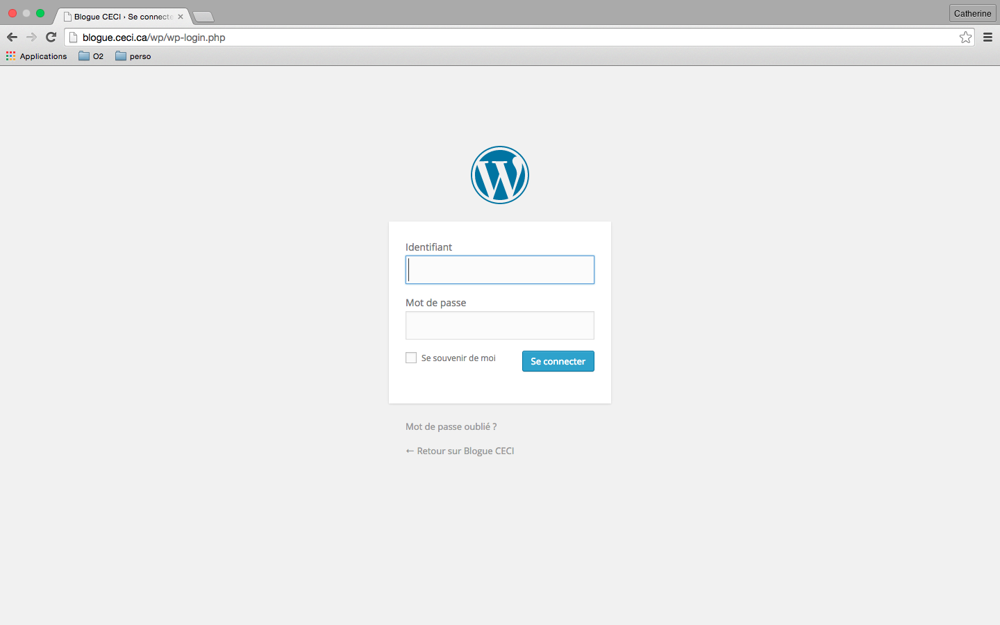 Blogue CECI › Se connecte
Catherine
blogue.ceci.ca/wp/wp-login.php
Applications
O2
perso
Identifiant
Mot de passe
Se souvenir de moi
Se connecter
Mot de passe oublié ?
← Retour sur Blogue CECI